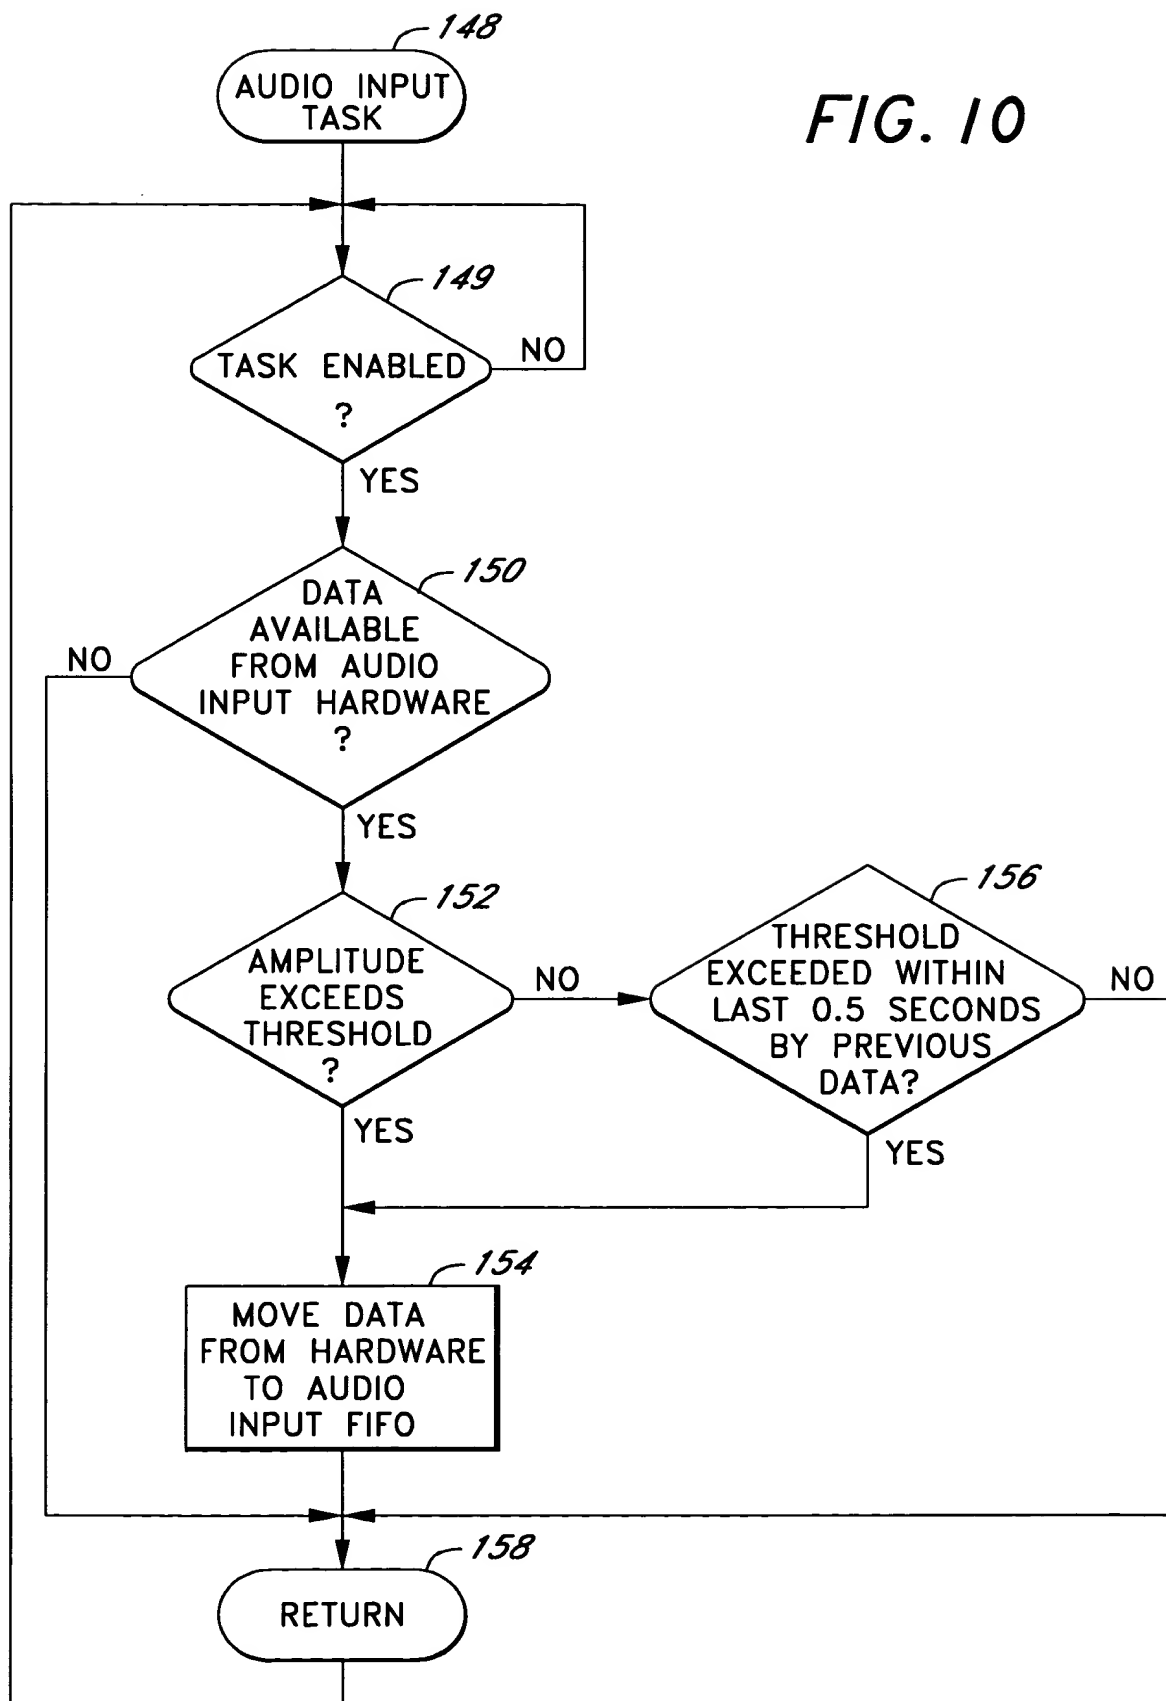 148
AUDIO INPUT
TASK
FIG. 10
149
TASK ENABLED
?
NO
YES
150
DATA
AVAILABLE
FROM AUDIO
INPUT HARDWARE
?
NO
YES
152
AMPLITUDE
EXCEEDS
THRESHOLD
?
NO
YES
156
THRESHOLD
EXCEEDED WITHIN
LAST 0.5 SECONDS
BY PREVIOUS
DATA?
NO
YES
154
MOVE DATA
FROM HARDWARE
TO AUDIO
INPUT FIFO
158
RETURN